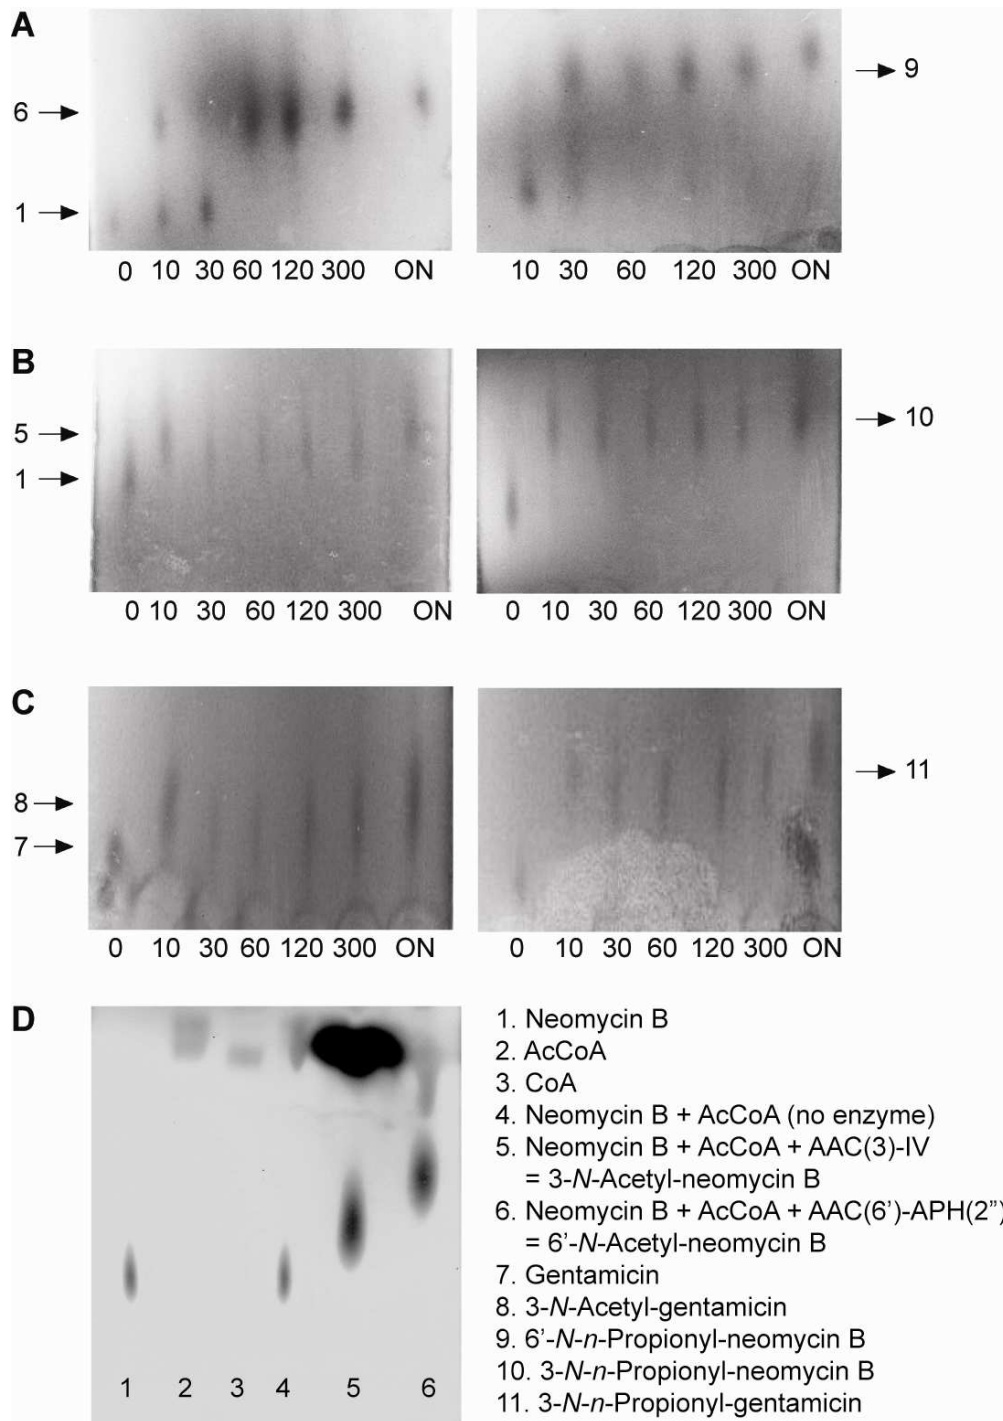 A
6
1
9
0 10 30 60 120 300 ON
10 30 60 120 300 ON
B
5
1
10
0 10 30 60 120 300 ON
0 10 30 60 120 300 ON
C
8
7
11
0 10 30 60 120 300 ON
0 10 30 60 120 300 ON
D
1 2 3 4 5 6
1. Neomycin B
2. AcCoA
3. CoA
4. Neomycin B + AcCoA (no enzyme)
5. Neomycin B + AcCoA + AAC(3)-IV
= 3-N-Acetyl-neomycin B
6. Neomycin B + AcCoA + AAC(6')-APH(2")
= 6'-N-Acetyl-neomycin B
7. Gentamicin
8. 3-N-Acetyl-gentamicin
9. 6'-N-n-Propionyl-neomycin B
10. 3-N-n-Propionyl-neomycin B
11. 3-N-n-Propionyl-gentamicin